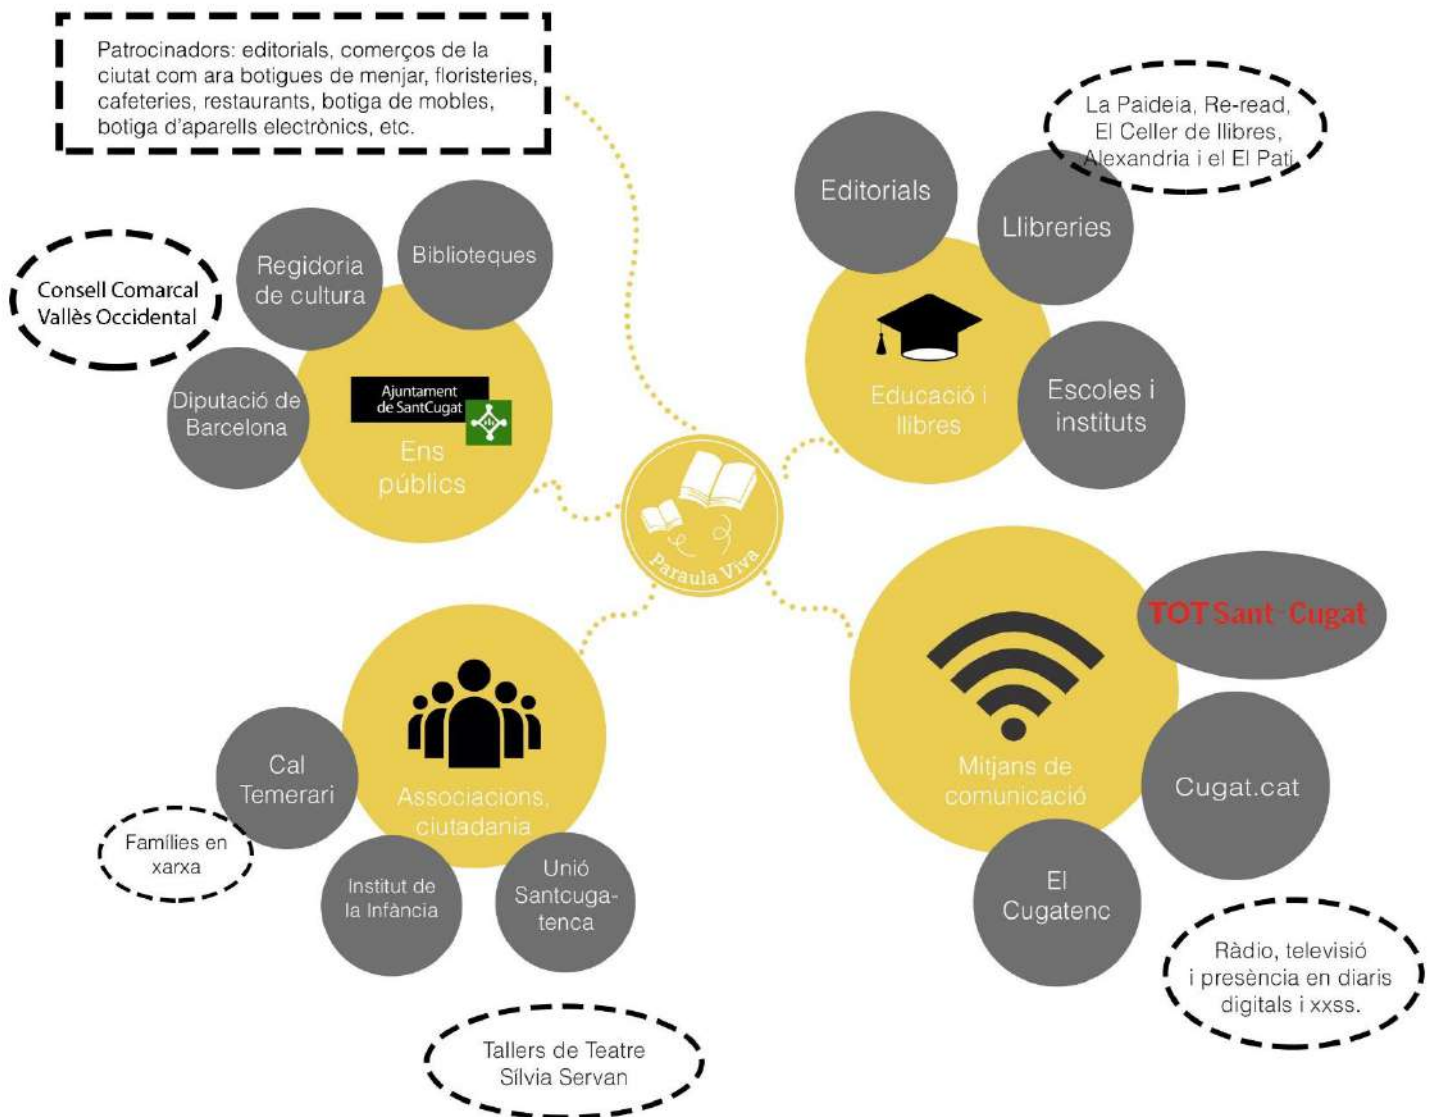 Patrocinadors: editorials, comerços de la
ciutat com ara botigues de menjar, floristeries,
cafeteries, restaurants, botiga de mobles,
botiga d'aparells electrònics, etc.
La Paideia, Re-read,
El Celler de llibres,
Alexandria i el El Pati
Editorials
Llibreries
Escoles i
instituts
Educació i
llibres
Biblioteques
Regidoria
de cultura
Consell Comarcal
Vallès Occidental
Diputació de
Barcelona
Ajuntament
de SantCugat
Ens
públics
Paraula Viva
TOT Sant Cugat
Cugat.cat
Mitjans de
comunicació
El
Cugatenc
Ràdio, televisió
i presència en diaris
digitals i xxss.
Cal
Temerari
Associacions,
ciutadania
Famílies en
xarxa
Institut de
la Infància
Unió
Santcuga-
tenca
Tallers de Teatre
Sílvia Servan